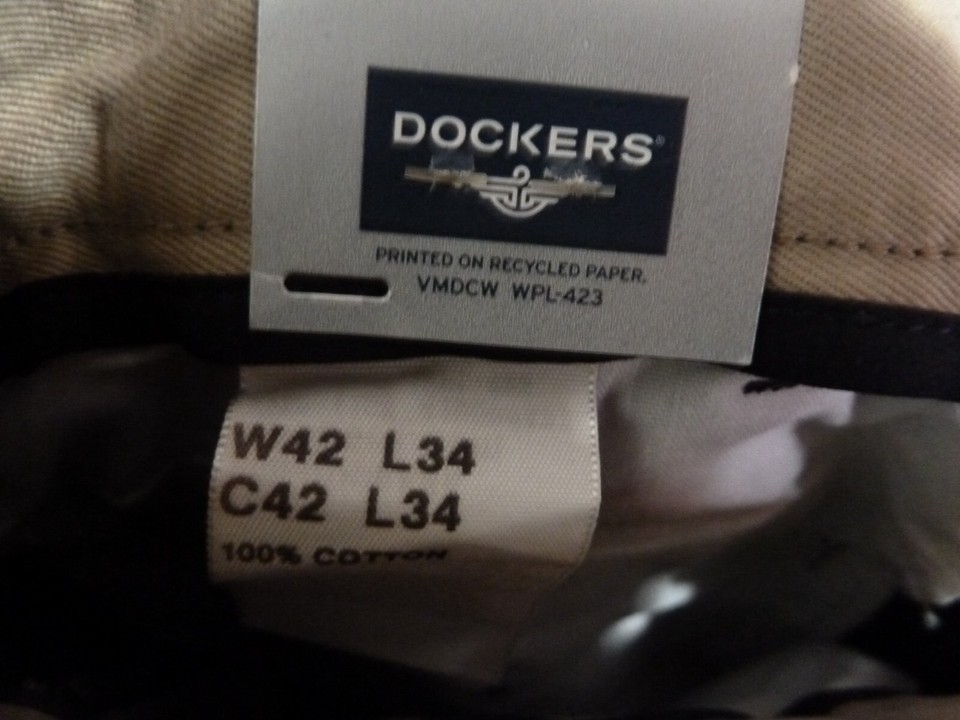 DOCKERS®
PRINTED ON RECYCLED PAPER.
VMDCW WPL-423
W42 L34
C42 L34
100% COTTON